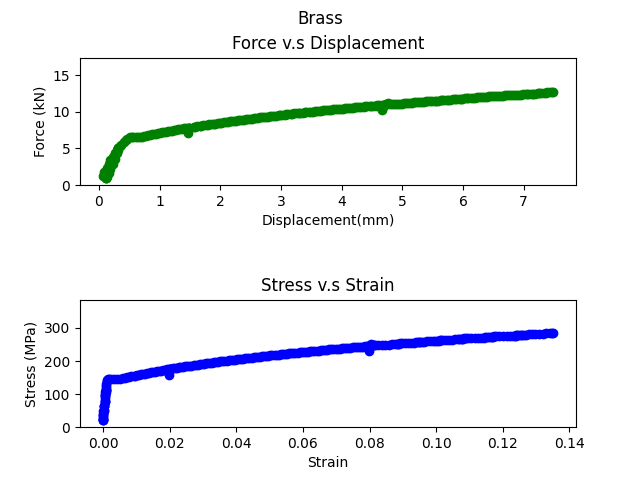 Brass
Force v.s Displacement
15
10
5
0
Force (kN)
0 1 2 3 4 5 6 7
Displacement(mm)
Stress v.s Strain
300
200
100
0
Stress (MPa)
0.00 0.02 0.04 0.06 0.08 0.10 0.12 0.14
Strain